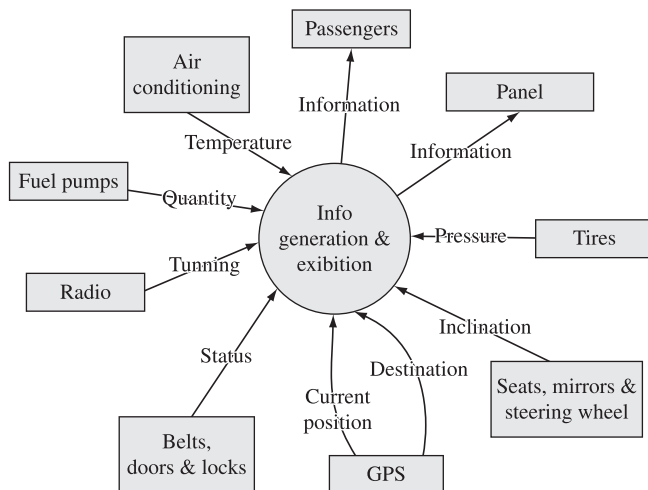 Passengers
Air
conditioning
Panel
Information
Information
Temperature
Fuel pumps
Quantity
Info
generation &
exibition
Pressure
Tires
Tunning
Radio
Inclination
Status
Destination
Current
position
Seats, mirrors &
steering wheel
Belts,
doors & locks
GPS